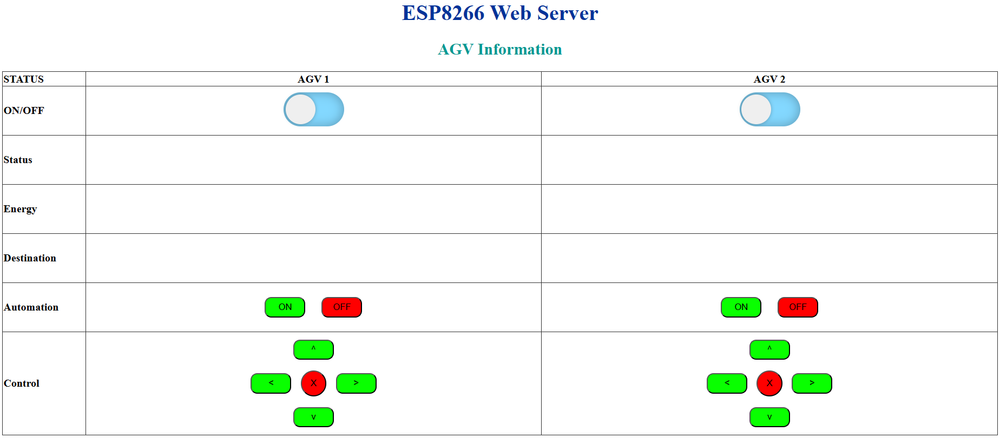 ESP8266 Web Server
AGV Information
STATUS AGV 1 AGV 2
ON/OFF
Status
Energy
Destination
Automation ON OFF ON OFF
^ ^
Control < X > < X >
v v